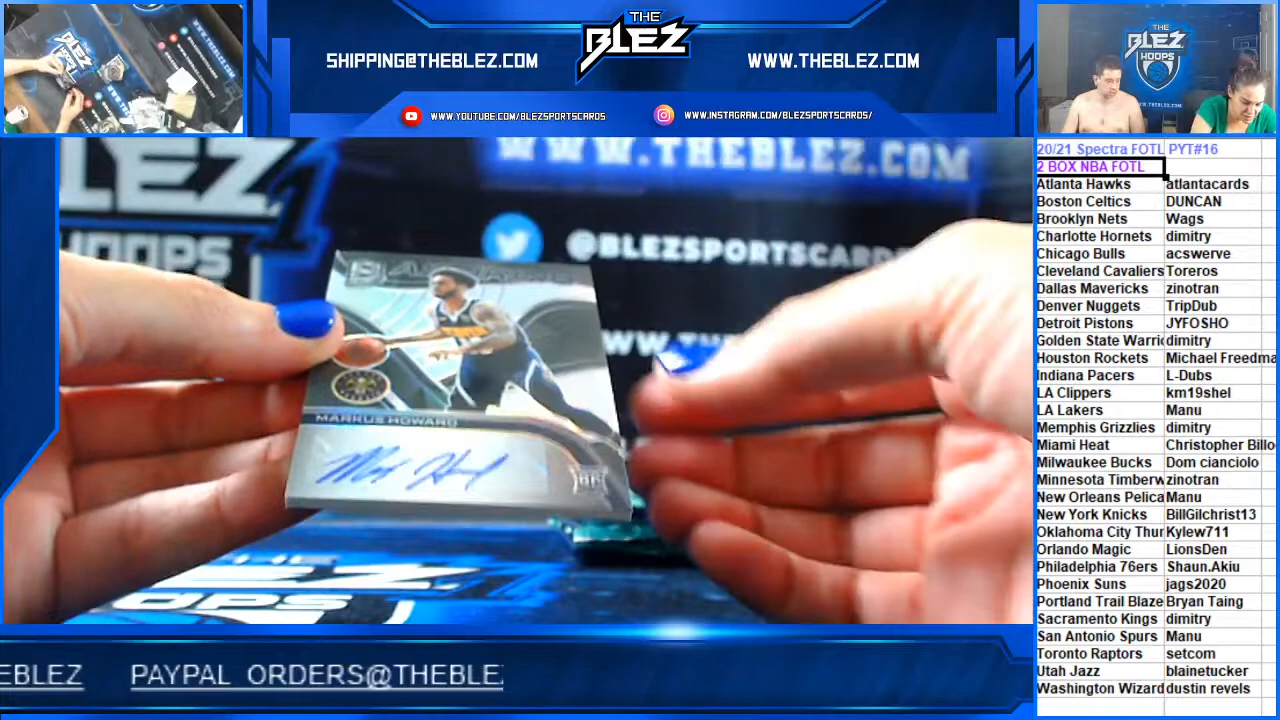 THE
BLEZ
SHIPPING@THEBLEZ.COM
WWW.THEBLEZ.COM
WWW.YOUTUBE.COM/BLEZSPORTSCARDS
WWW.INSTAGRAM.COM/BLEZSPORTSCARDS/
THE
BLEZ
HOOPS
WWW.THEBLEZ.COM
@BLEZSPORTSCARD
MARKUS HOWARD
20/21 Spectra FOTL PYT#16
2 BOX NBA FOTL
Atlanta Hawks atlantacards
Boston Celtics DUNCAN
Brooklyn Nets Wags
Charlotte Hornets dimitry
Chicago Bulls acswerve
Cleveland Cavaliers Toreros
Dallas Mavericks zinotran
Denver Nuggets TripDub
Detroit Pistons JYFOSHO
Golden State Warri dimitry
Houston Rockets Michael Freedma
Indiana Pacers L-Dubs
LA Clippers km19shel
LA Lakers Manu
Memphis Grizzlies dimitry
Miami Heat Christopher Billo
Milwaukee Bucks Dom cianciolo
Minnesota Timberw zinotran
New Orleans Pelica Manu
New York Knicks BillGilchrist13
Oklahoma City Thur Kylew711
Orlando Magic LionsDen
Philadelphia 76ers Shaun.Akiu
Phoenix Suns jags2020
Portland Trail Blaze Bryan Taing
Sacramento Kings dimitry
San Antonio Spurs Manu
Toronto Raptors setcom
Utah Jazz blainetucker
Washington Wizard dustin revels
EBLEZ PAYPAL ORDERS@THEBLE